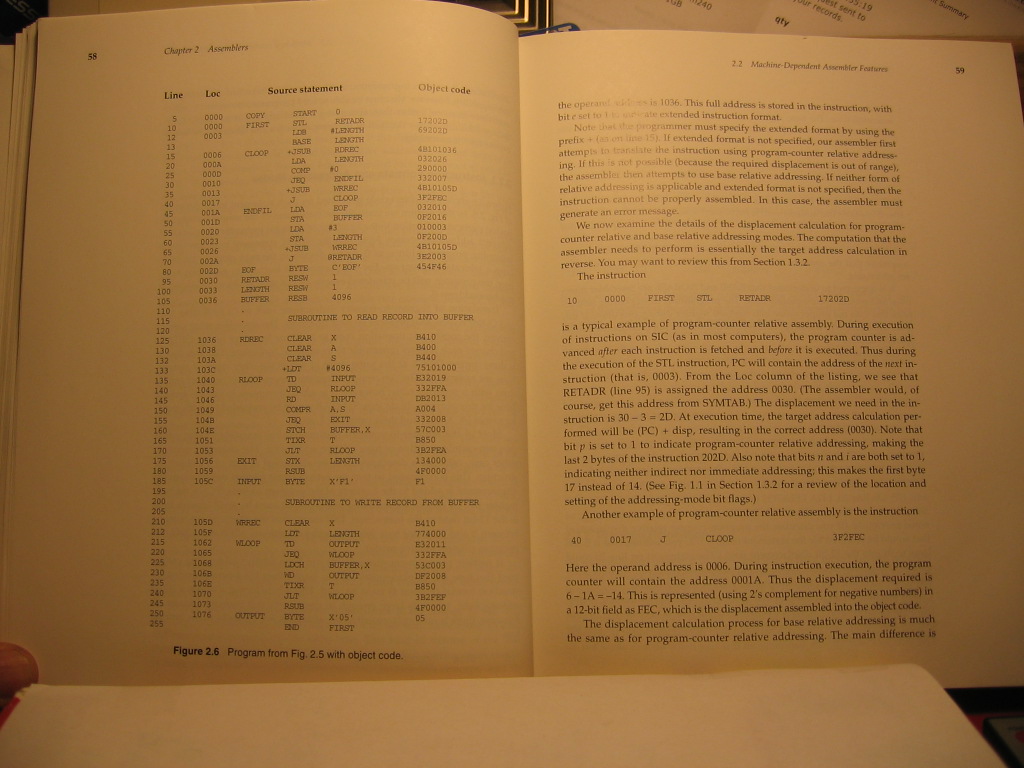 GB
m240
35:19
est sent to
our records.
qty
nt Summary
58
Chapter 2 Assemblers
Line Loc Source statement Object code
5 0000 COPY START 0
10 0000 FIRST STL RETADR 17202D
12 0003 LDB #LENGTH 69202D
13 BASE LENGTH
15 0006 CLOOP +JSUB RDREC 4B101036
20 000A LDA LENGTH 032026
25 000D COMP #0 290000
30 0010 JEQ ENDFIL 332007
35 0013 +JSUB WRREC 4B10105D
40 0017 J CLOOP 3F2FEC
45 001A ENDFIL LDA EOF 032010
50 001D STA BUFFER 0F2016
55 0020 LDA #3 010003
60 0023 STA LENGTH 0F200D
65 0026 +JSUB WRREC 4B10105D
70 002A J @RETADR 3E2003
80 002D EOF BYTE C'EOF' 454F46
95 0030 RETADR RESW 1
100 0033 LENGTH RESW 1
105 0036 BUFFER RESB 4096
110 .
115 . SUBROUTINE TO READ RECORD INTO BUFFER
120 .
125 1036 RDREC CLEAR X B410
130 1038 CLEAR A B400
132 103A CLEAR S B440
133 103C +LDT #4096 75101000
135 1040 RLOOP TD INPUT E32019
140 1043 JEQ RLOOP 332FFA
145 1046 RD INPUT DB2013
150 1049 COMPR A,S A004
155 104B JEQ EXIT 332008
160 104E STCH BUFFER,X 57C003
165 1051 TIXR T B850
170 1053 JLT RLOOP 3B2FEA
175 1056 EXIT STX LENGTH 134000
180 1059 RSUB 4F0000
185 105C INPUT BYTE X'F1' F1
195 .
200 . SUBROUTINE TO WRITE RECORD FROM BUFFER
205 .
210 105D WRREC CLEAR X B410
212 105F LDT LENGTH 774000
215 1062 WLOOP TD OUTPUT E32011
220 1065 JEQ WLOOP 332FFA
225 1068 LDCH BUFFER,X 53C003
230 106B WD OUTPUT DF2008
235 106E TIXR T B850
240 1070 JLT WLOOP 3B2FEF
245 1073 RSUB 4F0000
250 1076 OUTPUT BYTE X'05' 05
255 END FIRST
Figure 2.6 Program from Fig. 2.5 with object code.
2.2 Machine-Dependent Assembler Features
59
the operand address is 1036. This full address is stored in the instruction, with
bit e set to 1 to indicate extended instruction format.
Note that the programmer must specify the extended format by using the
prefix + (as on line 15). If extended format is not specified, our assembler first
attempts to translate the instruction using program-counter relative address-
ing. If this is not possible (because the required displacement is out of range),
the assembler then attempts to use base relative addressing. If neither form of
relative addressing is applicable and extended format is not specified, then the
instruction cannot be properly assembled. In this case, the assembler must
generate an error message.
We now examine the details of the displacement calculation for program-
counter relative and base relative addressing modes. The computation that the
assembler needs to perform is essentially the target address calculation in
reverse. You may want to review this from Section 1.3.2.
The instruction
10 0000 FIRST STL RETADR 17202D
is a typical example of program-counter relative assembly. During execution
of instructions on SIC (as in most computers), the program counter is ad-
vanced after each instruction is fetched and before it is executed. Thus during
the execution of the STL instruction, PC will contain the address of the next in-
struction (that is, 0003). From the Loc column of the listing, we see that
RETADR (line 95) is assigned the address 0030. (The assembler would, of
course, get this address from SYMTAB.) The displacement we need in the in-
struction is 30 – 3 = 2D. At execution time, the target address calculation per-
formed will be (PC) + disp, resulting in the correct address (0030). Note that
bit p is set to 1 to indicate program-counter relative addressing, making the
last 2 bytes of the instruction 202D. Also note that bits n and i are both set to 1,
indicating neither indirect nor immediate addressing; this makes the first byte
17 instead of 14. (See Fig. 1.1 in Section 1.3.2 for a review of the location and
setting of the addressing-mode bit flags.)
Another example of program-counter relative assembly is the instruction
40 0017 J CLOOP 3F2FEC
Here the operand address is 0006. During instruction execution, the program
counter will contain the address 0001A. Thus the displacement required is
6 – 1A = –14. This is represented (using 2's complement for negative numbers) in
a 12-bit field as FEC, which is the displacement assembled into the object code.
The displacement calculation process for base relative addressing is much
the same as for program-counter relative addressing. The main difference is